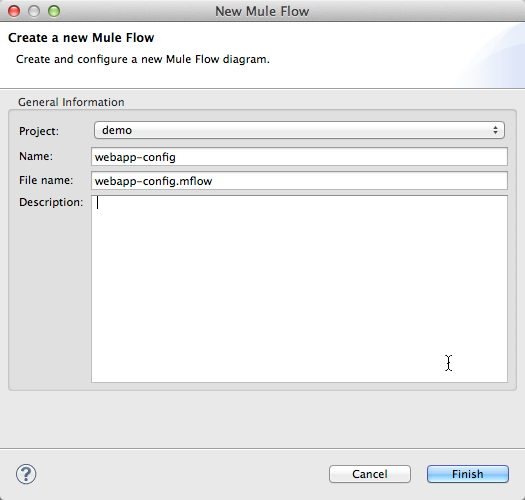 New Mule Flow
Create a new Mule Flow
Create and configure a new Mule Flow diagram.
General Information
Project: demo
Name: webapp-config
File name: webapp-config.mflow
Description:
? Cancel Finish